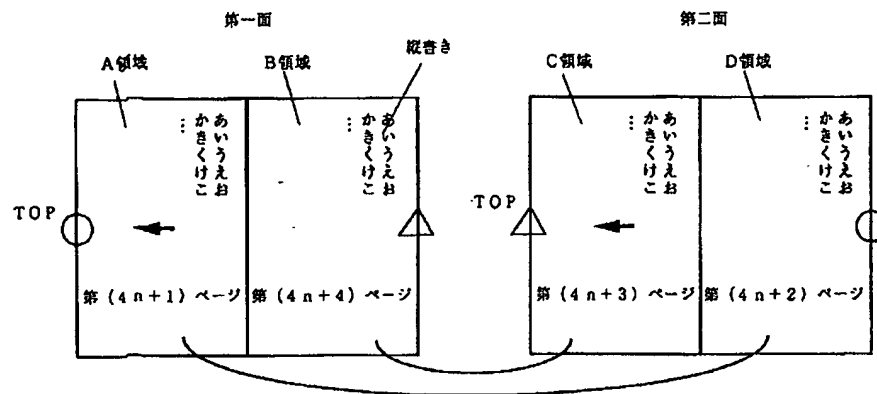 第一面
第二面
A領域
B領域
縦書き
C領域
D領域
あいうえお
かきくけこ
…
あいうえお
かきくけこ
…
あいうえお
かきくけこ
…
あいうえお
かきくけこ
…
TOP
TOP
第(4n+1)ページ
第(4n+4)ページ
第(4n+3)ページ
第(4n+2)ページ